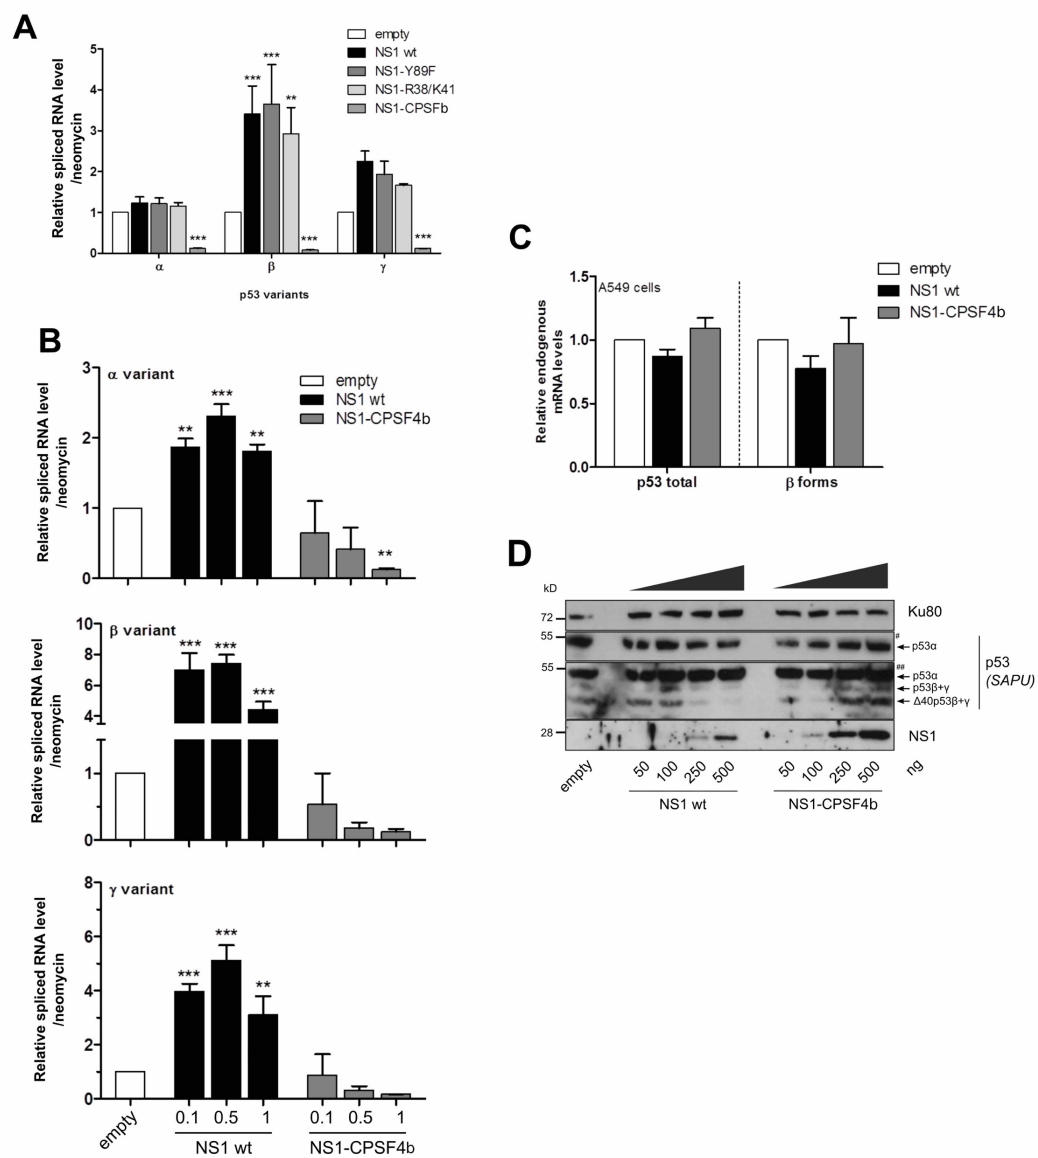 A
empty
NS1 wt
NS1-Y89F
NS1-R38/K41
NS1-CPSFb
Relative spliced RNA level
/neomycin
5
4
3
2
1
0
***
***
**
***
***
***
α
β
γ
p53 variants
B
α variant
empty
NS1 wt
NS1-CPSF4b
Relative spliced RNA level
/neomycin
3
2
1
0
**
***
**
**
β variant
Relative spliced RNA level
/neomycin
10
8
6
4
1
0
***
***
***
γ variant
Relative spliced RNA level
/neomycin
8
6
4
2
0
***
***
**
empty
0.1
0.5
1
0.1
0.5
1
NS1 wt
NS1-CPSF4b
C
empty
NS1 wt
NS1-CPSF4b
A549 cells
Relative endogenous
mRNA levels
1.5
1.0
0.5
0.0
p53 total
β forms
D
kD
72
Ku80
55
#
p53α
55
##
p53α
p53β+γ
Δ40p53β+γ
p53
(SAPU)
28
NS1
empty
50
100
250
500
50
100
250
500
ng
NS1 wt
NS1-CPSF4b